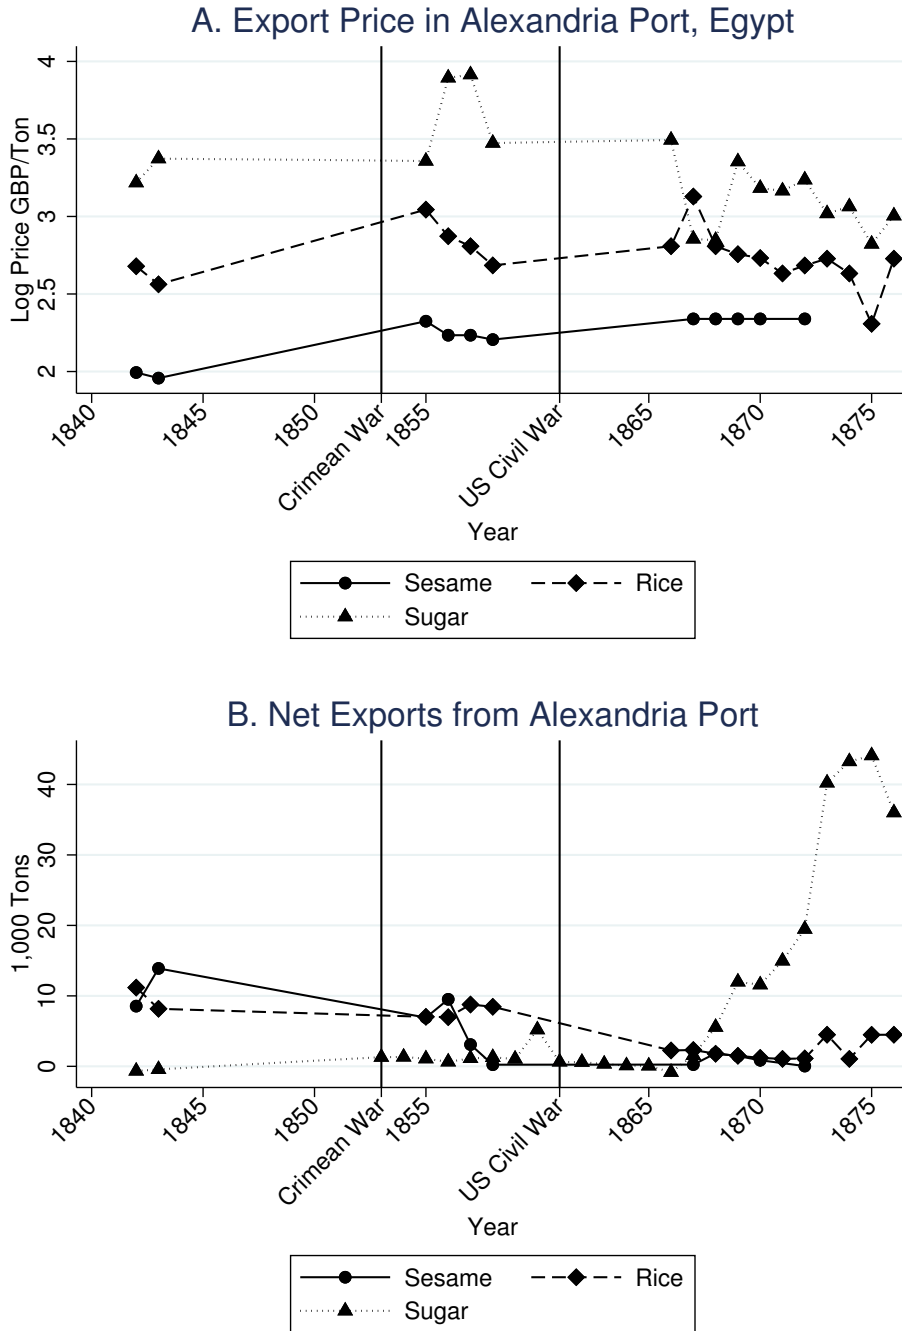 A. Export Price in Alexandria Port, Egypt
Log Price GBP/Ton
4
3.5
3
2.5
2
1840
1845
1850
Crimean War
1855
US Civil War
1865
1870
1875
Year
Sesame
Rice
Sugar
B. Net Exports from Alexandria Port
1,000 Tons
40
30
20
10
0
1840
1845
1850
Crimean War
1855
US Civil War
1865
1870
1875
Year
Sesame
Rice
Sugar